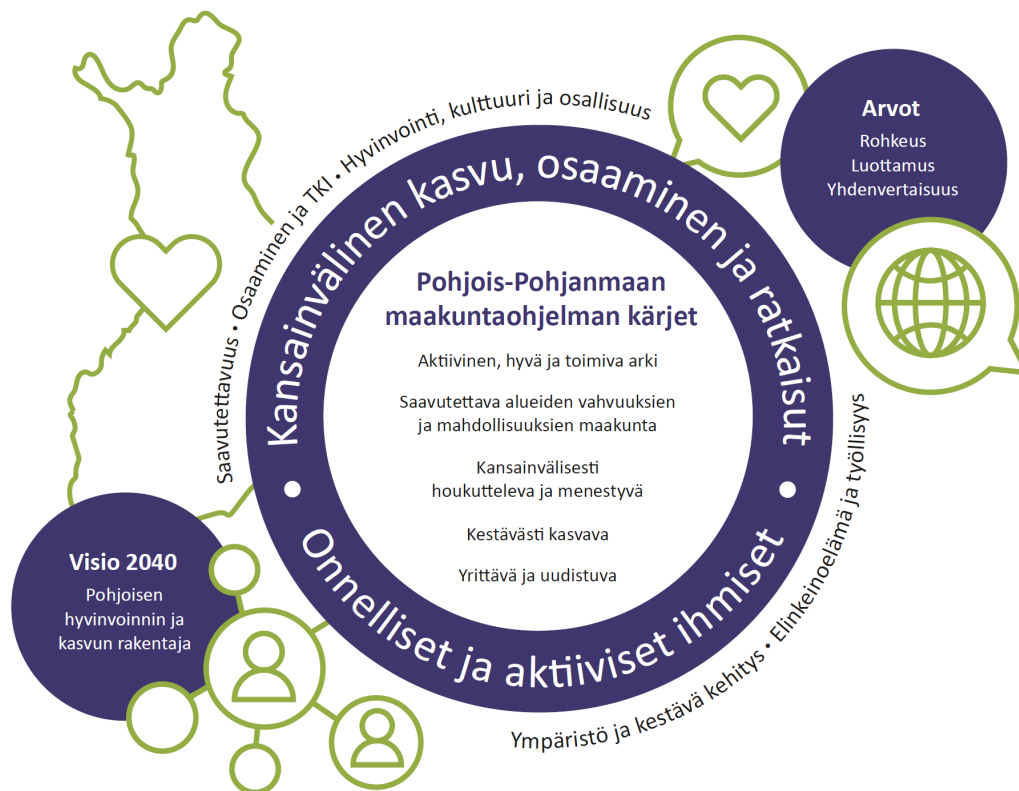 Saavutettavuus • Osaaminen ja TKI • Hyvinvointi, kulttuuri ja osallisuus
Arvot
Rohkeus
Luottamus
Yhdenvertaisuus
Kansainvälinen kasvu, osaaminen ja ratkaisut
Pohjois-Pohjanmaan
maakuntaohjelman kärjet
Aktiivinen, hyvä ja toimiva arki
Saavutettava alueiden vahvuuksien
ja mahdollisuuksien maakunta
Kansainvälisesti
houkutteleva ja menestyvä
Kestävästi kasvava
Yrittävä ja uudistuva
Onnelliset ja aktiiviset ihmiset
Visio 2040
Pohjoisen
hyvinvoinnin ja
kasvun rakentaja
Ympäristö ja kestävä kehitys • Elinkeinoelämä ja työllisyys